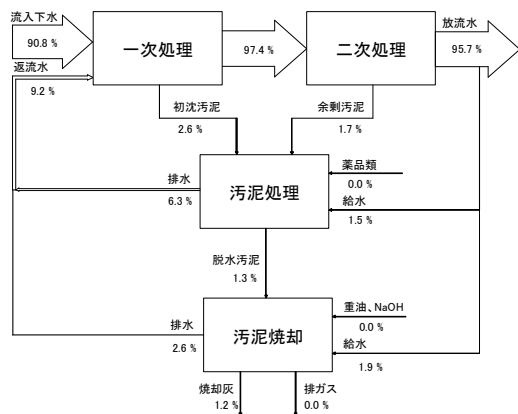 流入下水
90.8 %
一次処理
97.4 %
二次処理
放流水
95.7 %
返流水
9.2 %
初沈汚泥
2.6 %
余剰汚泥
1.7 %
汚泥処理
薬品類
0.0 %
排水
6.3 %
給水
1.5 %
脱水汚泥
1.3 %
汚泥焼却
重油、NaOH
0.0 %
排水
2.6 %
給水
1.9 %
焼却灰
1.2 %
排ガス
0.0 %